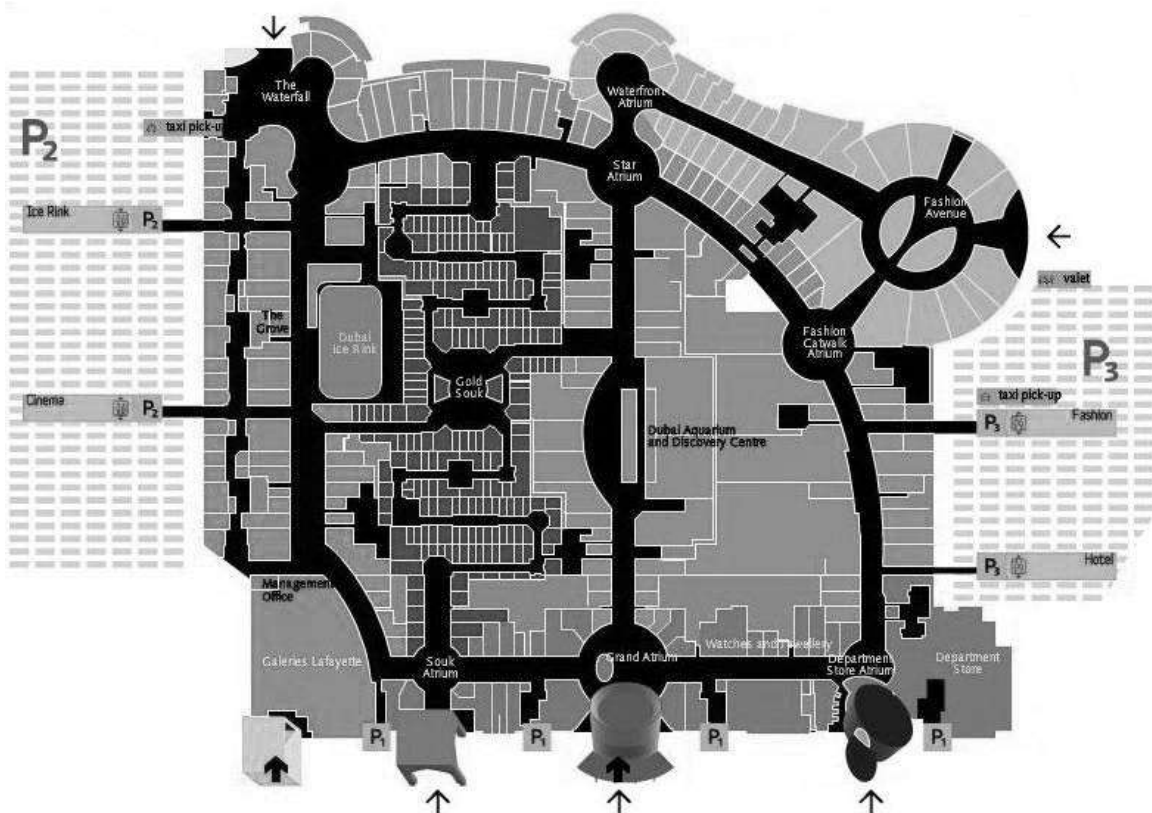 The
Waterfall
Waterfront
Atrium
P2
taxi pick-u
Star
Atrium
Fashion
Avenue
Ice Rink
P2
valet
The
Grove
Dubai
Ice Rink
Fashion
Catwalk
Atrium
P3
Gold
Souk
taxi pick-up
Cinema
P2
P3
Fashion
Dubai Aquarium
and Discovery Centre
P3
Hotel
Management
Office
Watches and Jewellery
Galeries Lafayette
Souk
Atrium
Grand Atrium
Department
Store Atrium
Department
Store
P1
P1
P1
P1